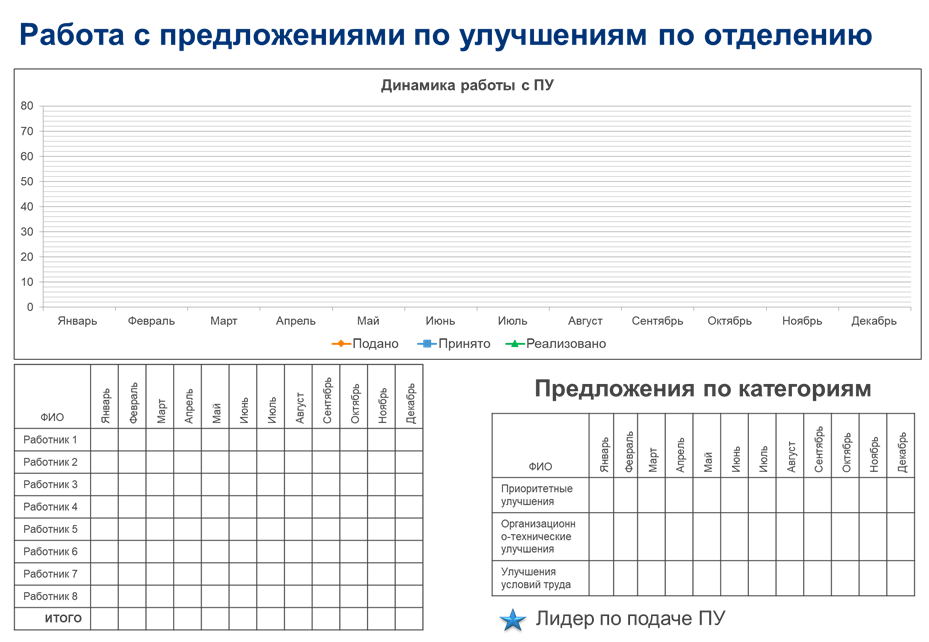 Работа с предложениями по улучшениям по отделению
Динамика работы с ПУ
80
70
60
50
40
30
20
10
0
Январь Февраль Март Апрель Май Июнь Июль Август Сентябрь Октябрь Ноябрь Декабрь
Подано Принято Реализовано
ФИО Январь Февраль Март Апрель Май Июнь Июль Август Сентябрь Октябрь Ноябрь Декабрь
Работник 1
Работник 2
Работник 3
Работник 4
Работник 5
Работник 6
Работник 7
Работник 8
ИТОГО
Предложения по категориям
ФИО Январь Февраль Март Апрель Май Июнь Июль Август Сентябрь Октябрь Ноябрь Декабрь
Приоритетные
улучшения
Организационн
о-технические
улучшения
Улучшения
условий труда
Лидер по подаче ПУ